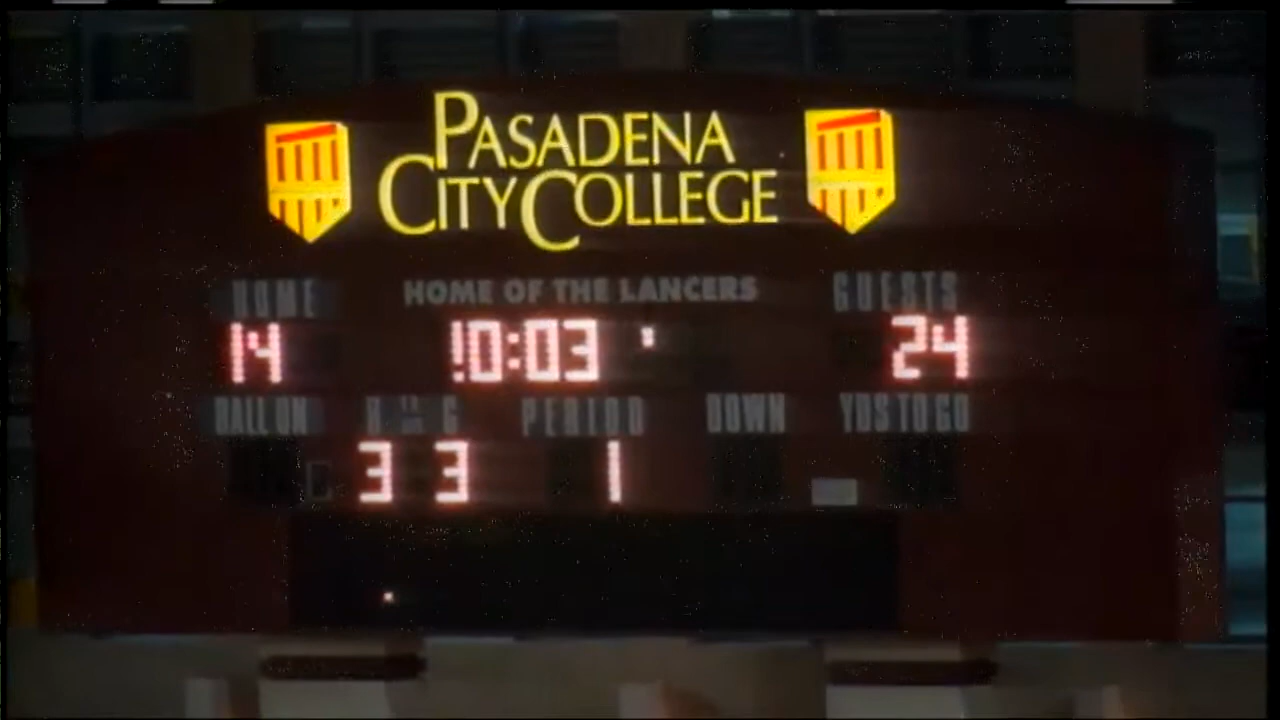 PASADENA
CITY COLLEGE
HOME HOME OF THE LANCERS GUESTS
14 10:03 24
BALL ON H G PERIOD DOWN YDS TO GO
3 3 1